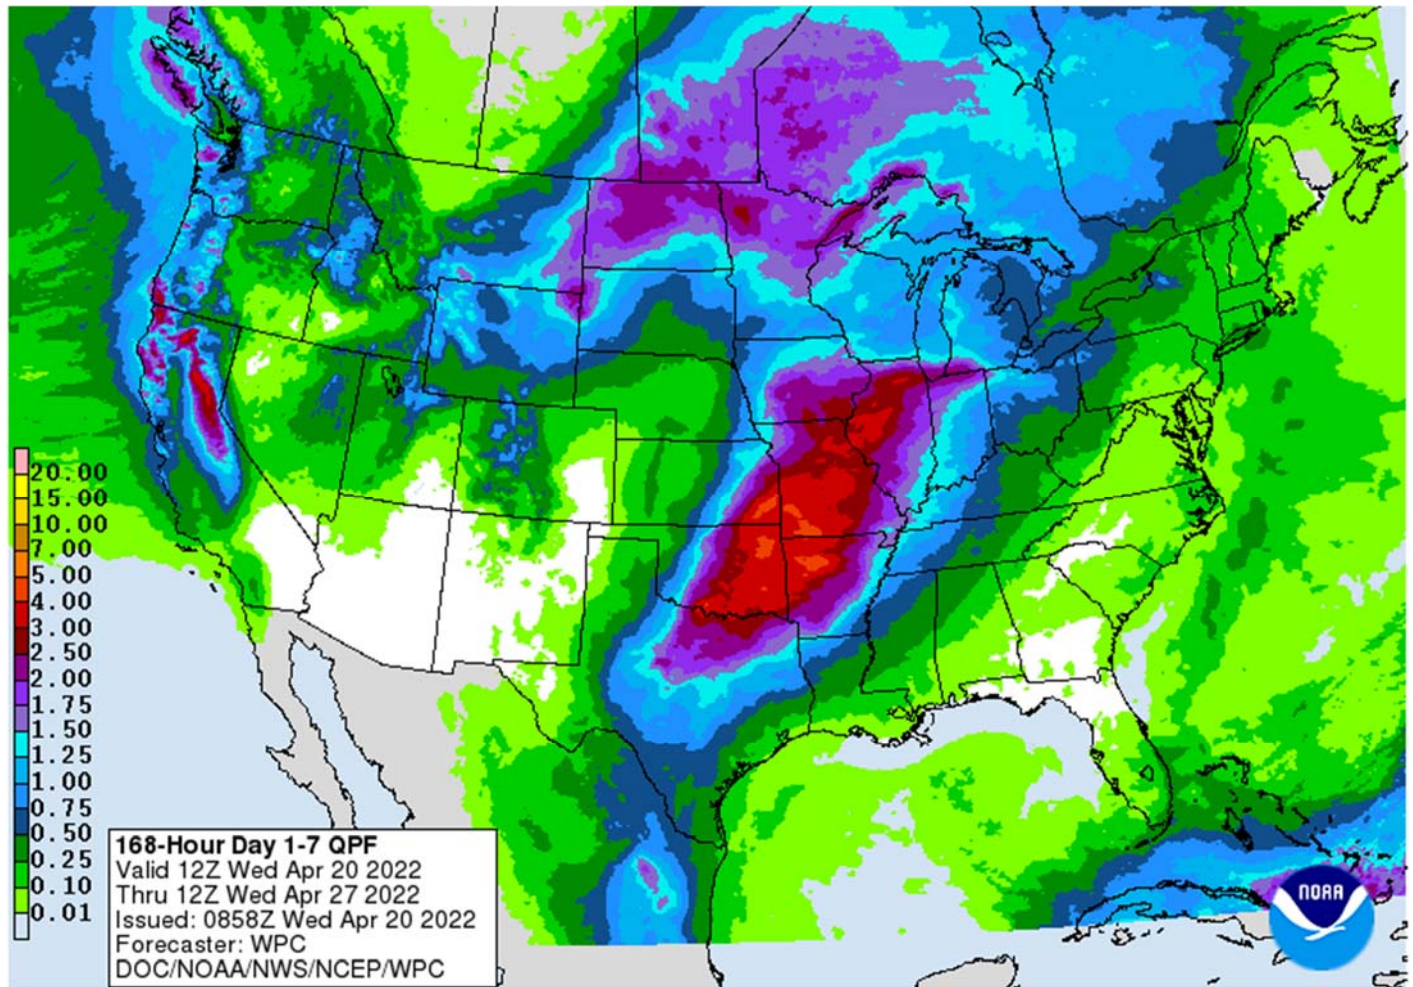 20.00
15.00
10.00
7.00
5.00
4.00
3.00
2.50
2.00
1.75
1.50
1.25
1.00
0.75
0.50
0.25
0.10
0.01
168-Hour Day 1-7 QPF
Valid 12Z Wed Apr 20 2022
Thru 12Z Wed Apr 27 2022
Issued: 0858Z Wed Apr 20 2022
Forecaster: WPC
DOC/NOAA/NWS/NCEP/WPC
NOAA